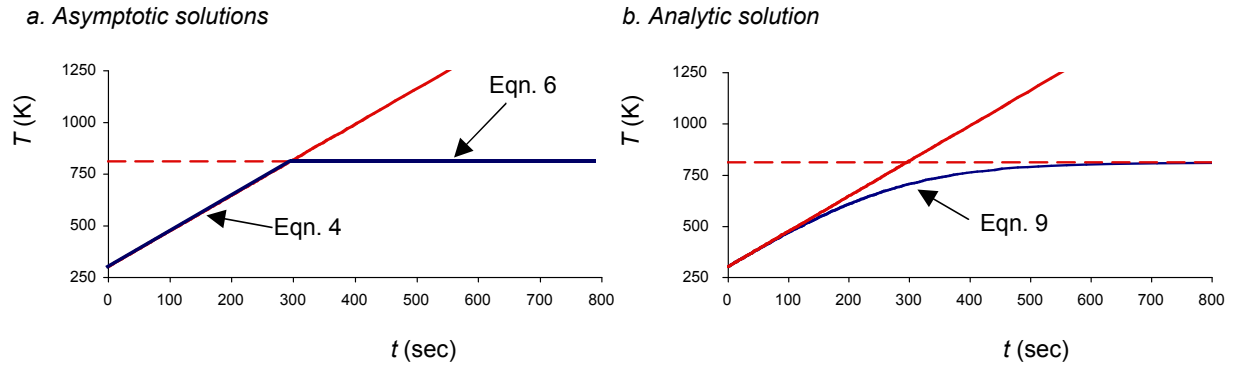 a. Asymptotic solutions
T (K)
1250
1000
750
500
250
Eqn. 6
Eqn. 4
0 100 200 300 400 500 600 700 800
t (sec)
b. Analytic solution
T (K)
1250
1000
750
500
250
Eqn. 9
0 100 200 300 400 500 600 700 800
t (sec)